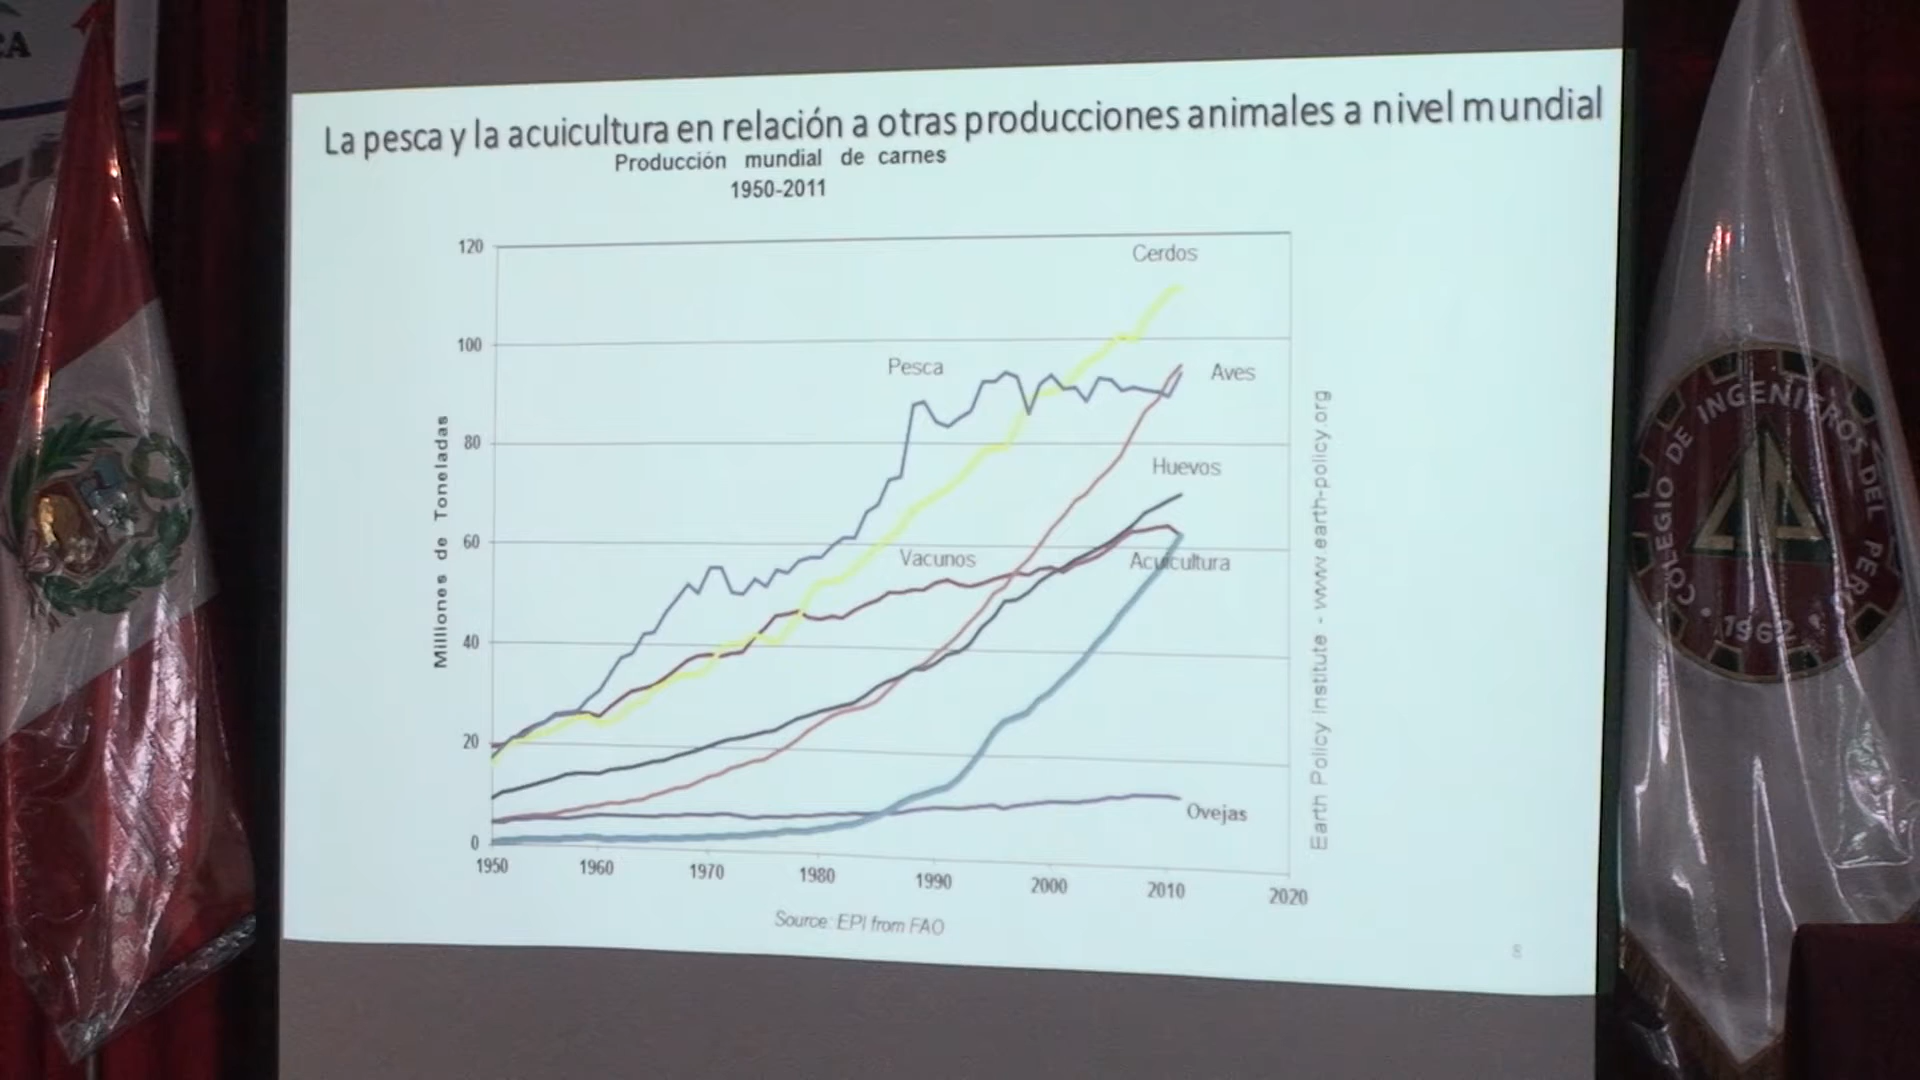 CA
La pesca y la acuicultura en relación a otras producciones animales a nivel mundial
Producción mundial de carnes
1950-2011
Millones de Toneladas
120
100
80
60
40
20
0
1950
1960
1970
1980
1990
2000
2010
2020
Cerdos
Pesca
Aves
Huevos
Vacunos
Acuicultura
Ovejas
Earth Policy Institute - www.earth-policy.org
Source: EPI from FAO
8
COLEGIO DE INGENIEROS DEL PERÚ
1962